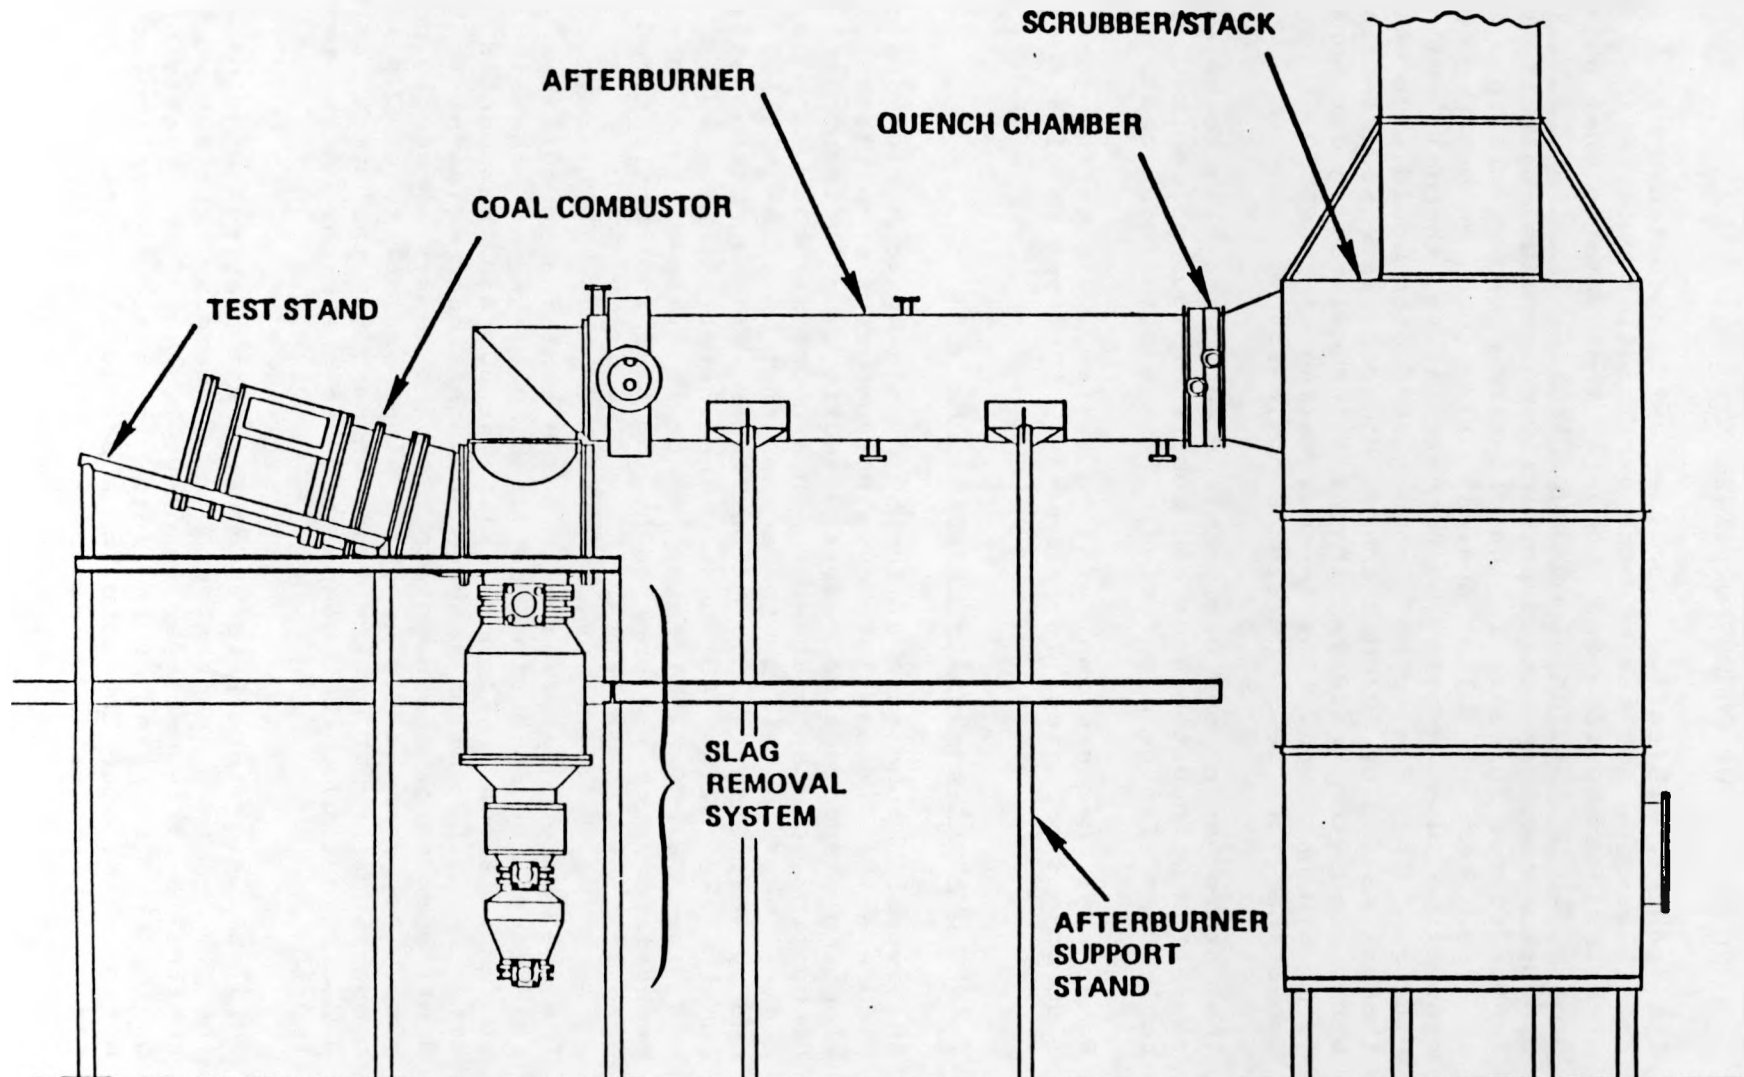 SCRUBBER/STACK
AFTERBURNER
QUENCH CHAMBER
COAL COMBUSTOR
TEST STAND
SLAG
REMOVAL
SYSTEM
AFTERBURNER
SUPPORT
STAND